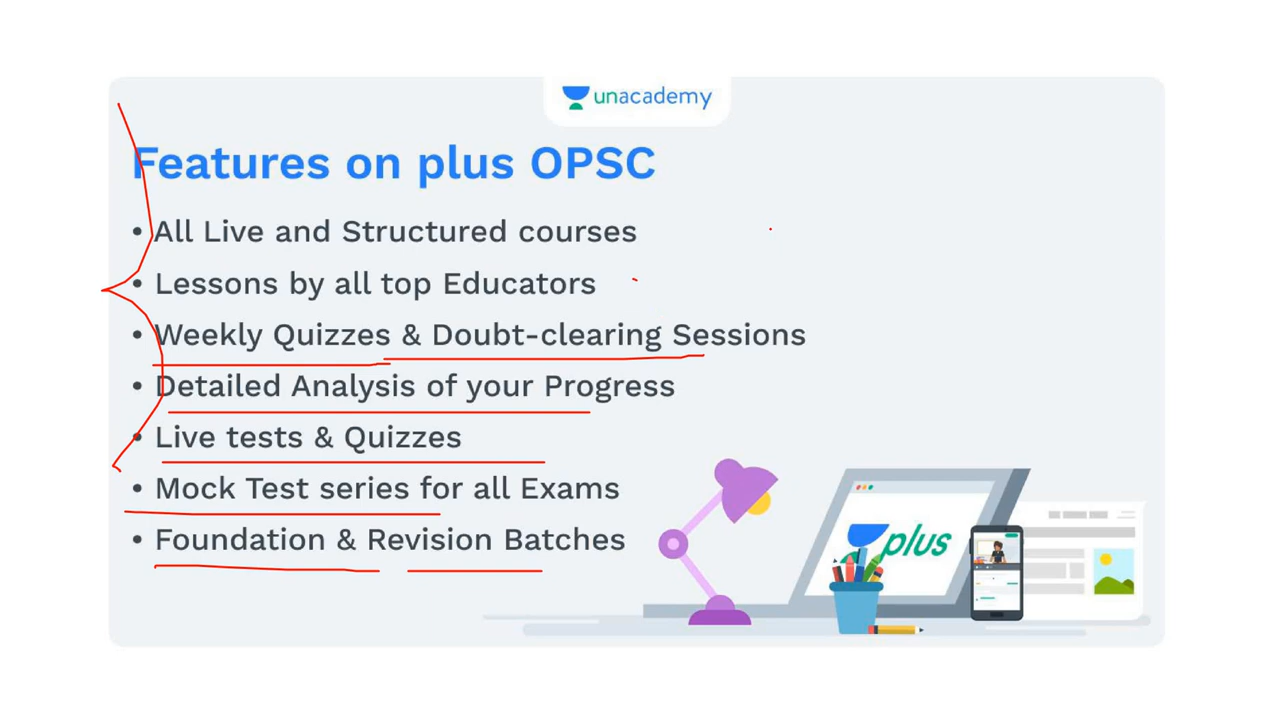 unacademy
Features on plus OPSC
• All Live and Structured courses
• Lessons by all top Educators
• Weekly Quizzes & Doubt-clearing Sessions
• Detailed Analysis of your Progress
• Live tests & Quizzes
• Mock Test series for all Exams
• Foundation & Revision Batches
plus